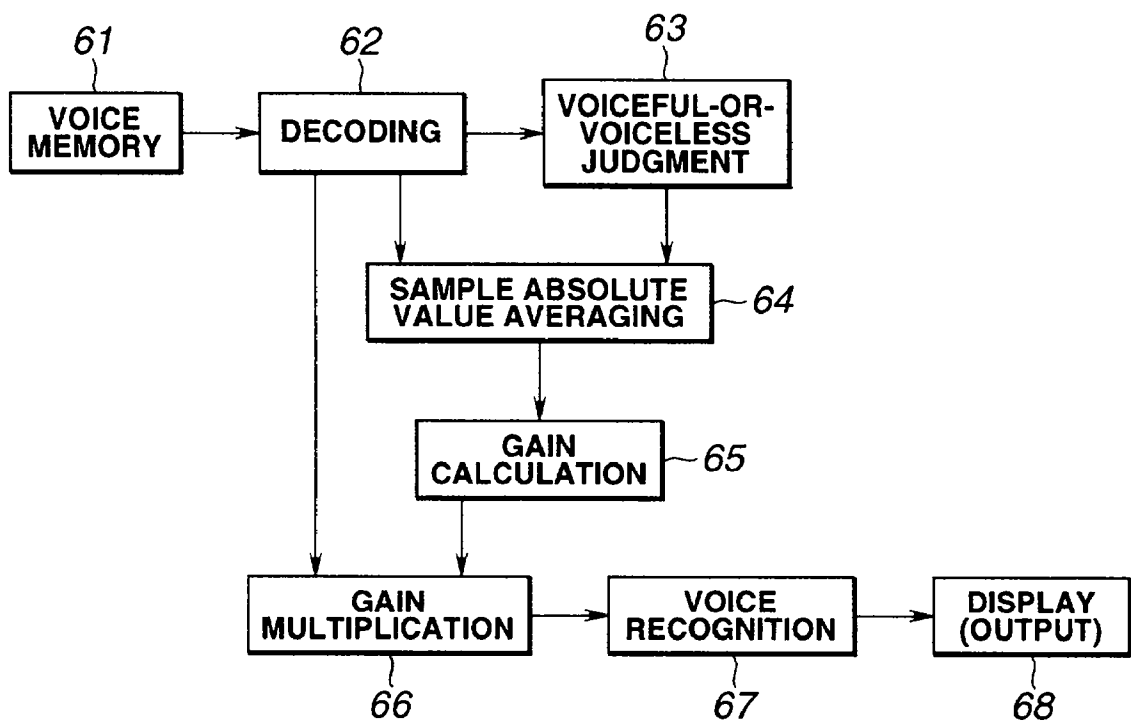 61
62
63
VOICE
MEMORY
DECODING
VOICEFUL-OR-
VOICELESS
JUDGMENT
SAMPLE ABSOLUTE
VALUE AVERAGING
64
GAIN
CALCULATION
65
GAIN
MULTIPLICATION
VOICE
RECOGNITION
DISPLAY
(OUTPUT)
66
67
68